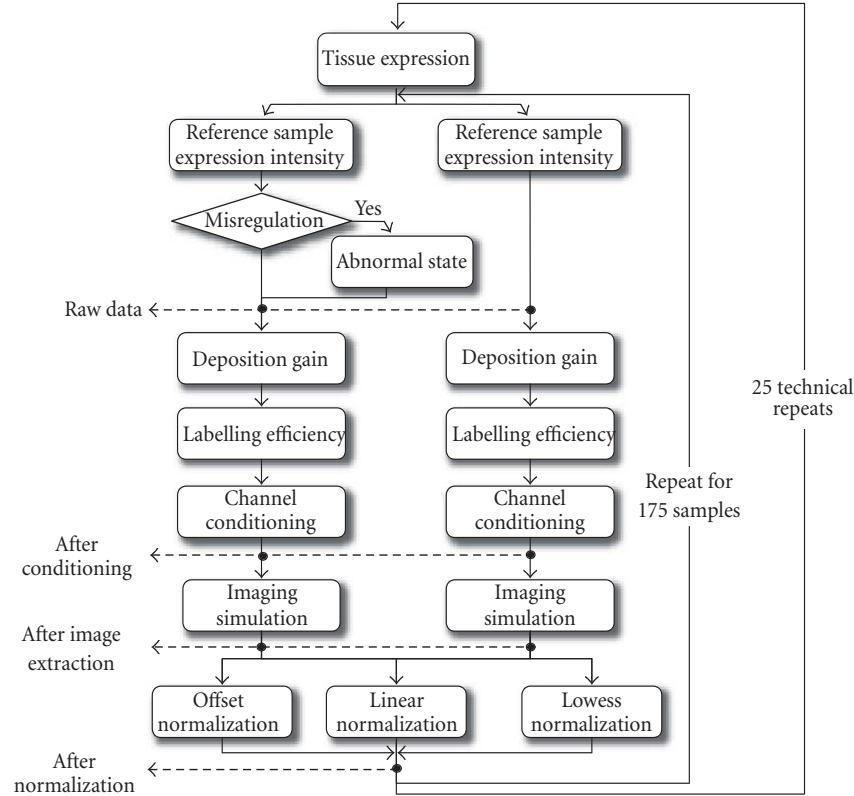 Tissue expression
Reference sample
expression intensity
Reference sample
expression intensity
Misregulation
Yes
Abnormal state
Raw data
Deposition gain
Deposition gain
25 technical
repeats
Labelling efficiency
Labelling efficiency
Repeat for
175 samples
Channel
conditioning
Channel
conditioning
After
conditioning
Imaging
simulation
Imaging
simulation
After image
extraction
Offset
normalization
Linear
normalization
Lowess
normalization
After
normalization